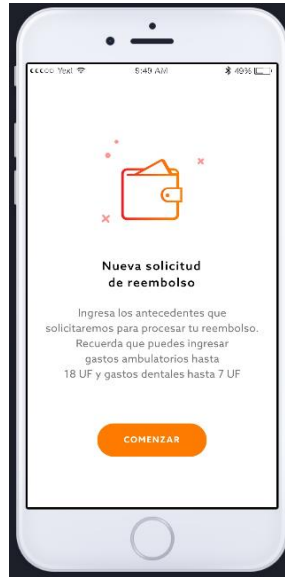 Yext 5:49 AM 49%
Nueva solicitud
de reembolso
Ingresa los antecedentes que
solicitaremos para procesar tu reembolso.
Recuerda que puedes ingresar
gastos ambulatorios hasta
18 UF y gastos dentales hasta 7 UF
COMENZAR